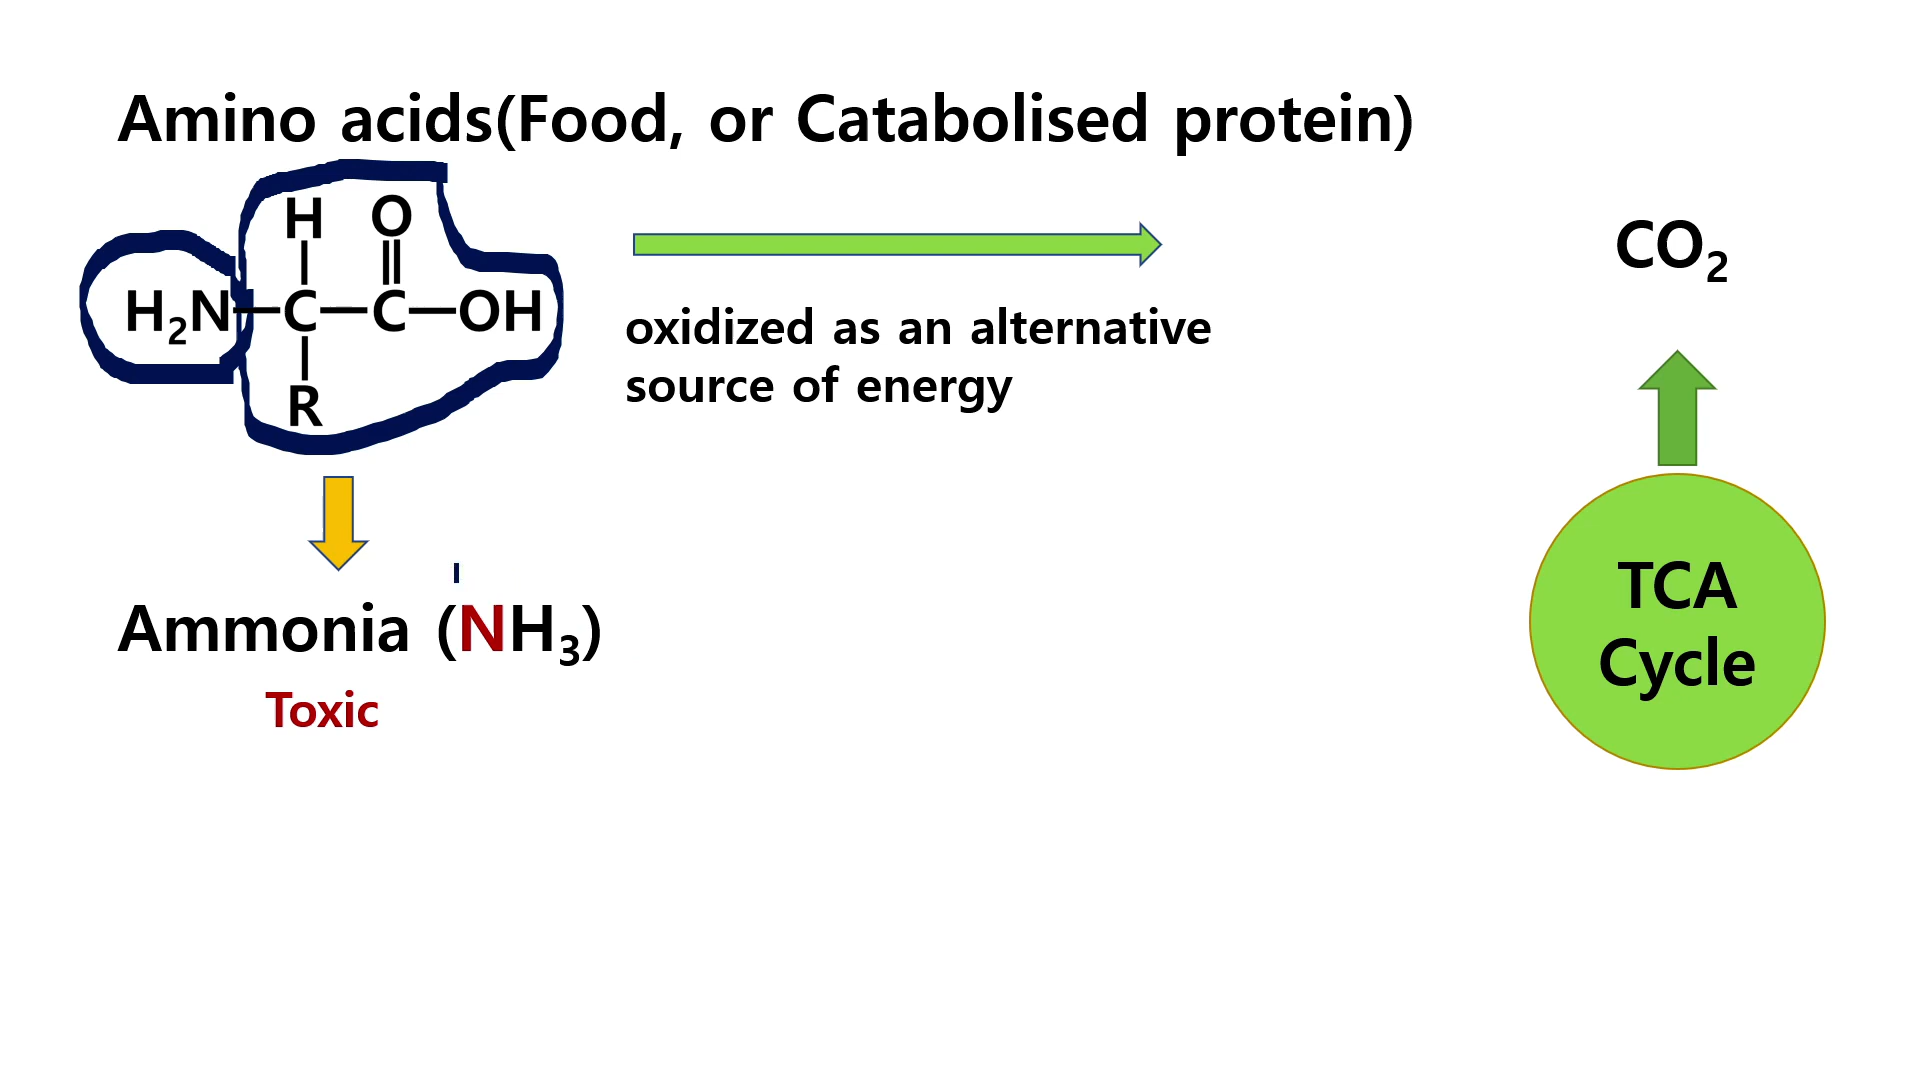 Amino acids(Food, or Catabolised protein)
H O
H₂N—C—C—OH
R
oxidized as an alternative
source of energy
CO₂
Ammonia (NH₃)
Toxic
TCA
Cycle